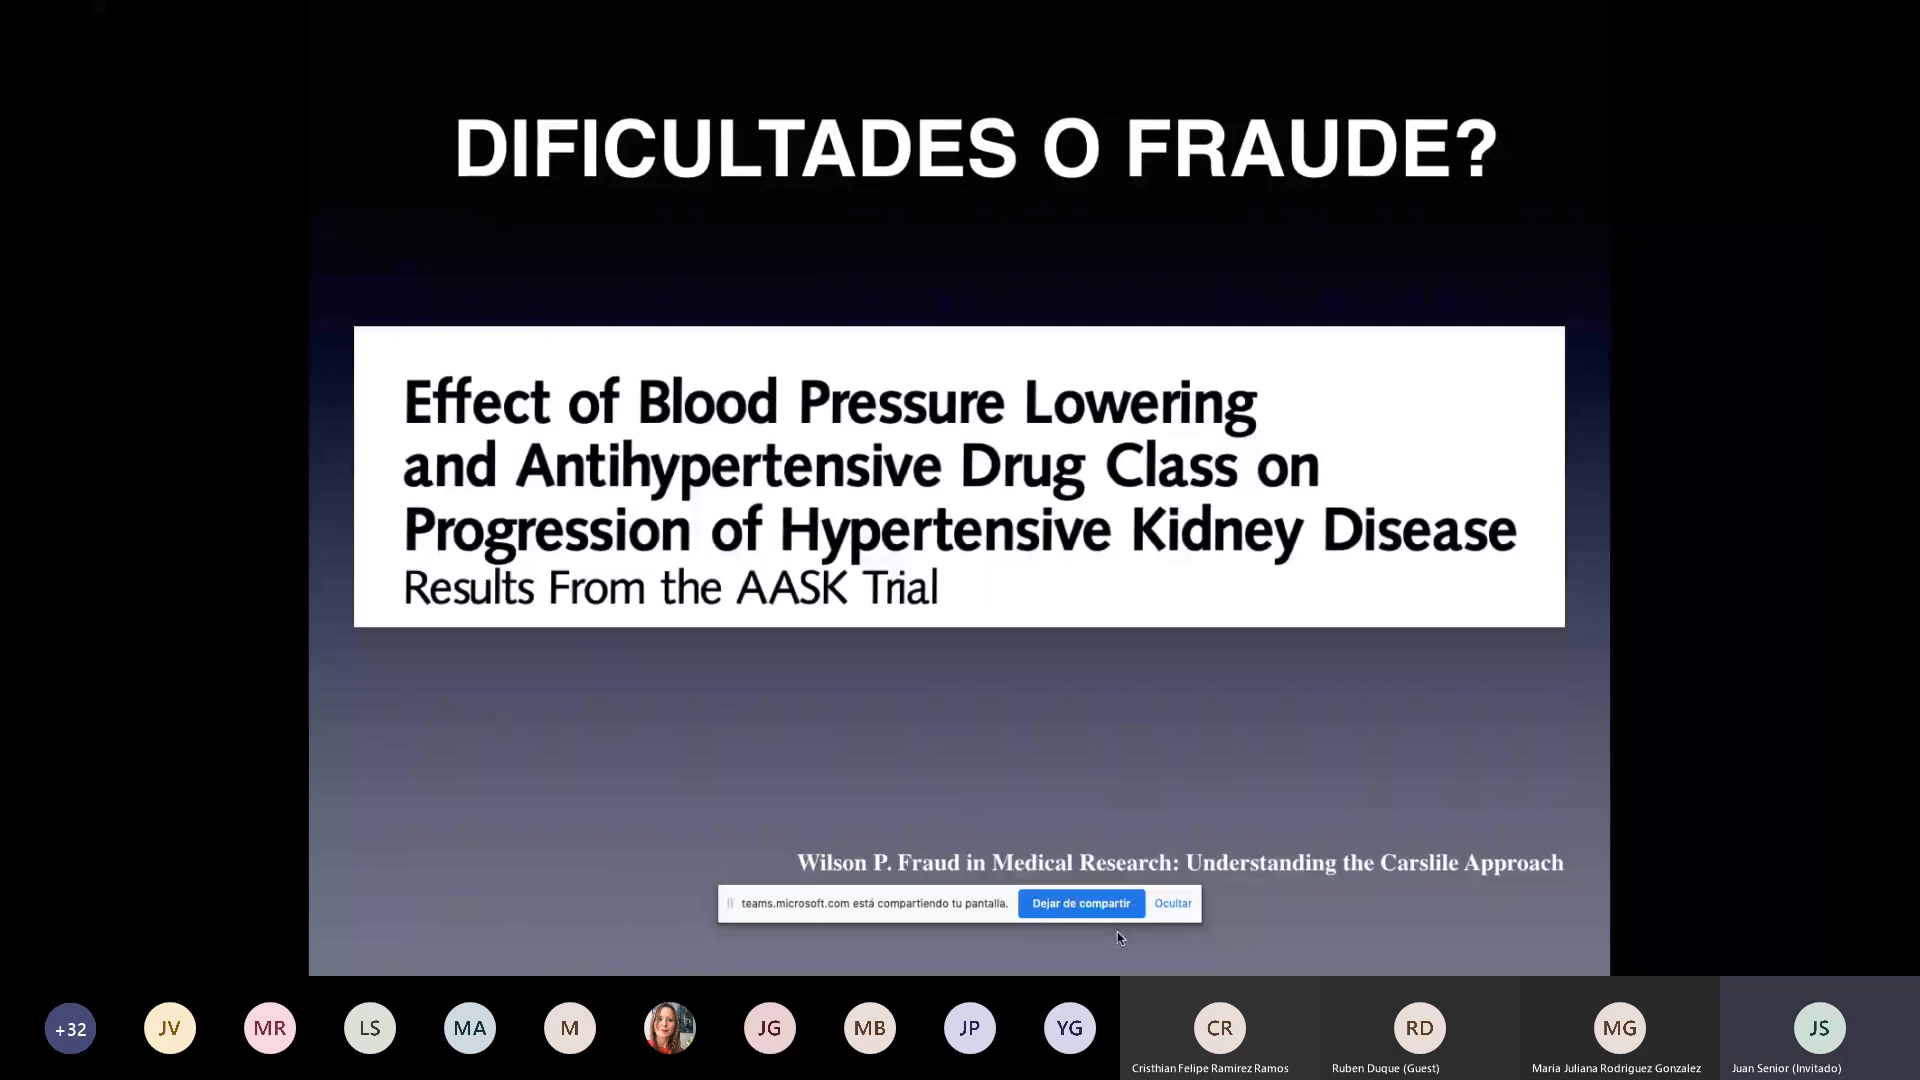 DIFICULTADES O FRAUDE?
Effect of Blood Pressure Lowering
and Antihypertensive Drug Class on
Progression of Hypertensive Kidney Disease
Results From the AASK Trial
Wilson P. Fraud in Medical Research: Understanding the Carslile Approach
teams.microsoft.com está compartiendo tu pantalla. Dejar de compartir Ocultar
+32 JV MR LS MA M JG MB JP YG CR RD MG JS
Cristhian Felipe Ramirez Ramos Ruben Duque (Guest) Maria Juliana Rodriguez Gonzalez Juan Senior (Invitado)